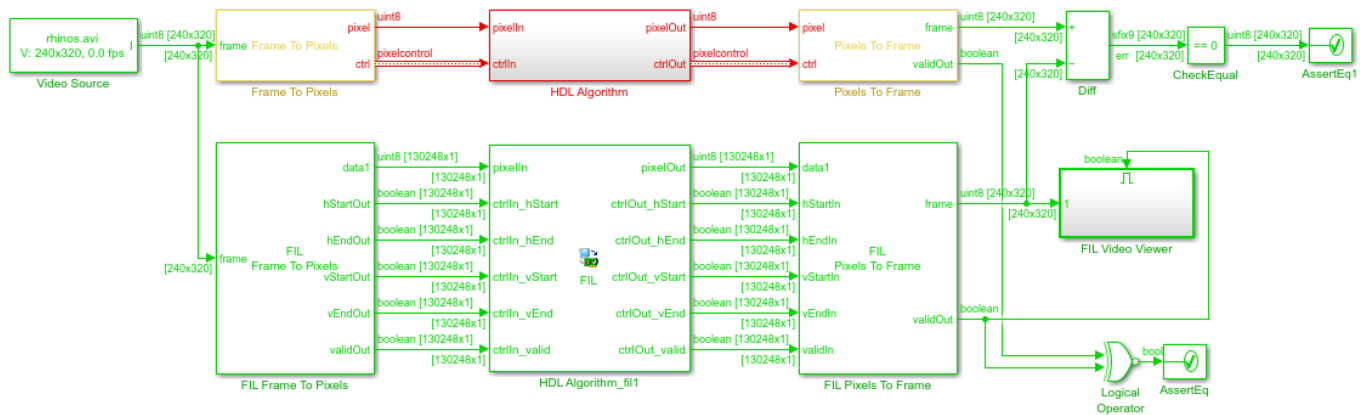 rhinos.avi
V: 240x320, 0.0 fps
I
Video Source
uint8 [240x320]
[240x320]
frame
Frame To Pixels
pixel
ctrl
Frame To Pixels
uint8
pixelcontrol
pixelIn
ctrlIn
pixelOut
ctrlOut
HDL Algorithm
uint8
pixelcontrol
pixel
ctrl
Pixels To Frame
frame
validOut
Pixels To Frame
uint8 [240x320]
[240x320]
boolean
[240x320]
+
−
Diff
sfix9 [240x320]
err [240x320]
== 0
CheckEqual
uint8 [240x320]
[240x320]
AssertEq1
[240x320]
frame
FIL
Frame To Pixels
data1
hStartOut
hEndOut
vStartOut
vEndOut
validOut
FIL Frame To Pixels
uint8 [130248x1]
[130248x1]
boolean [130248x1]
[130248x1]
boolean [130248x1]
[130248x1]
boolean [130248x1]
[130248x1]
boolean [130248x1]
[130248x1]
boolean [130248x1]
[130248x1]
pixelIn
ctrlIn_hStart
ctrlIn_hEnd
ctrlIn_vStart
ctrlIn_vEnd
ctrlIn_valid
FIL
pixelOut
ctrlOut_hStart
ctrlOut_hEnd
ctrlOut_vStart
ctrlOut_vEnd
ctrlOut_valid
HDL Algorithm_fil1
uint8 [130248x1]
[130248x1]
boolean [130248x1]
[130248x1]
boolean [130248x1]
[130248x1]
boolean [130248x1]
[130248x1]
boolean [130248x1]
[130248x1]
boolean [130248x1]
[130248x1]
data1
hStartIn
hEndIn
vStartIn
vEndIn
validIn
FIL
Pixels To Frame
frame
validOut
FIL Pixels To Frame
uint8 [240x320]
[240x320]
boolean
boolean
1
FIL Video Viewer
Logical
Operator
bool
AssertEq